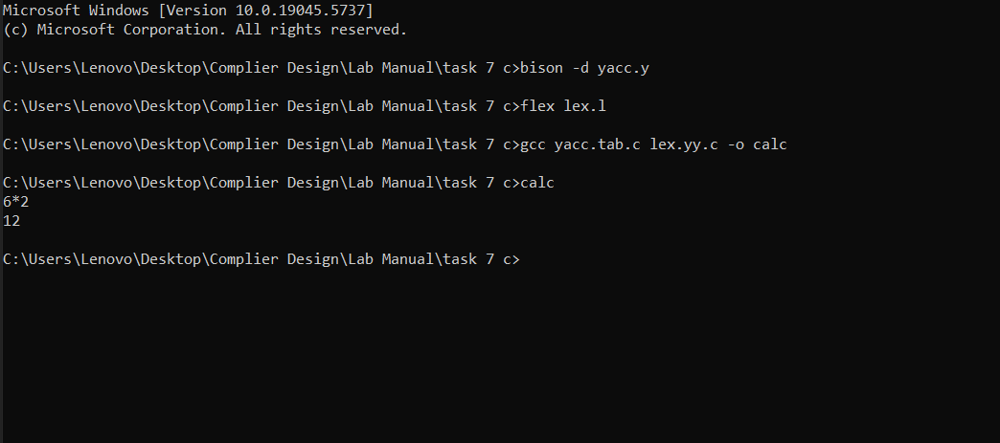 Microsoft Windows [Version 10.0.19045.5737]
(c) Microsoft Corporation. All rights reserved.
C:\Users\Lenovo\Desktop\Complier Design\Lab Manual\task 7 c>bison -d yacc.y
C:\Users\Lenovo\Desktop\Complier Design\Lab Manual\task 7 c>flex lex.l
C:\Users\Lenovo\Desktop\Complier Design\Lab Manual\task 7 c>gcc yacc.tab.c lex.yy.c -o calc
C:\Users\Lenovo\Desktop\Complier Design\Lab Manual\task 7 c>calc
6*2
12
C:\Users\Lenovo\Desktop\Complier Design\Lab Manual\task 7 c>